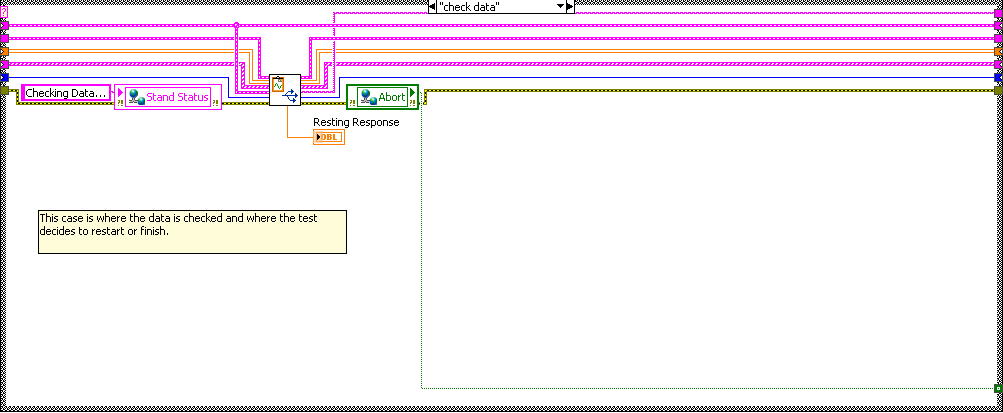 "check data"
Checking Data...
Stand Status
Abort
Resting Response
DBL
This case is where the data is checked and where the test
decides to restart or finish.